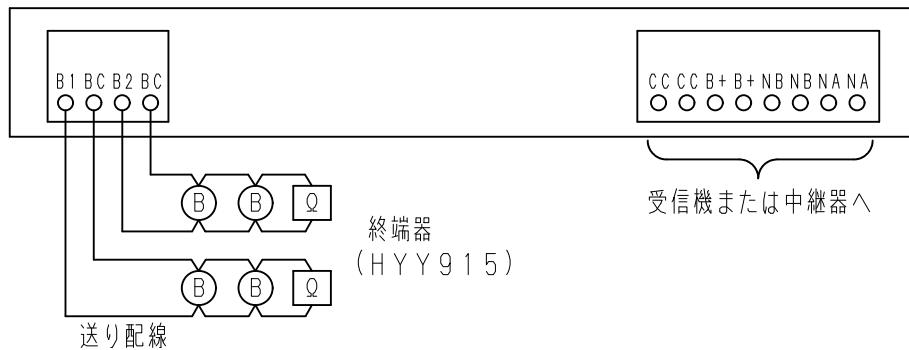 B1 BC B2 BC
CC CC B+ B+ NB NB NA NA
受信機または中継器へ
B B Ω
終端器
(HYY915)
B B Ω
送り配線